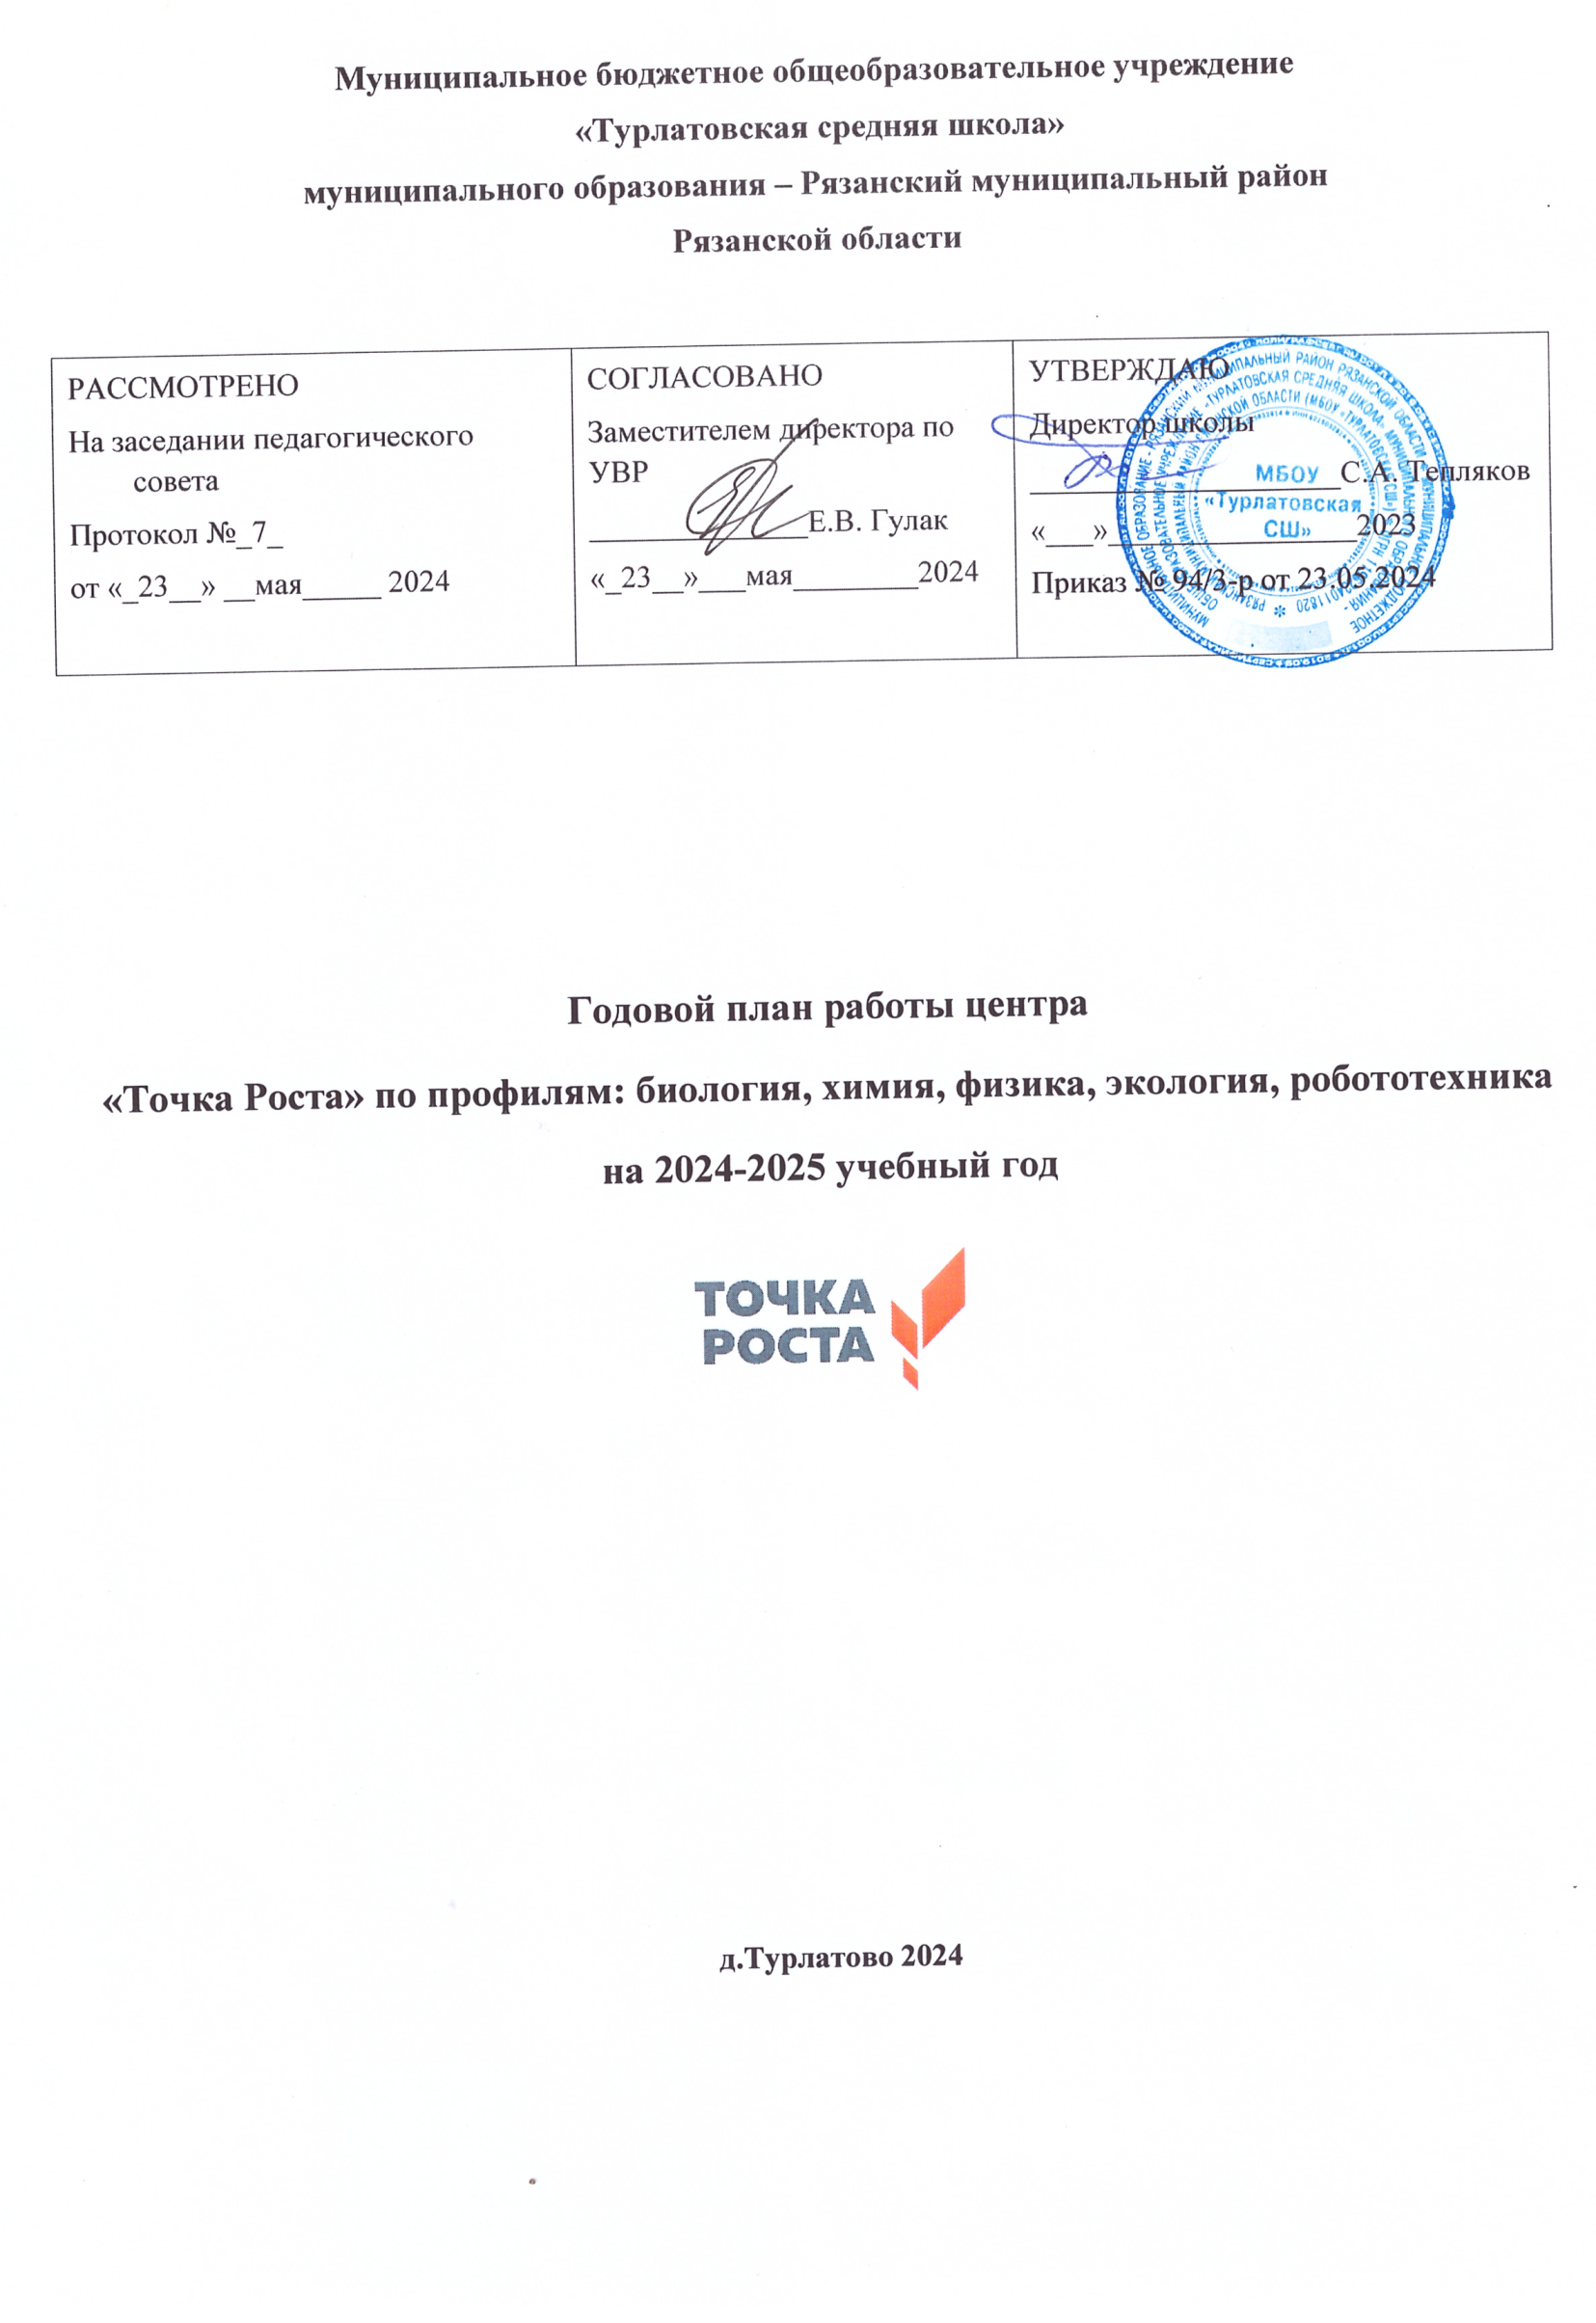 Муниципальное бюджетное общеобразовательное учреждение
«Турлатовская средняя школа»
муниципального образования – Рязанский муниципальный район
Рязанской области
РАССМОТРЕНО
На заседании педагогического
совета
Протокол №_7_
от «_23__» __мая_____ 2024
СОГЛАСОВАНО
Заместителем директора по
УВР
______________Е.В. Гулак
«_23__»___мая________2024
УТВЕРЖДАЮ
Директор школы
____________________С.А. Тепляков
«___»________________2023
Приказ № 94/3-р от 23.05.2024
МБОУ
«Турлатовская
СШ»
Годовой план работы центра
«Точка Роста» по профилям: биология, химия, физика, экология, робототехника
на 2024-2025 учебный год
ТОЧКА
РОСТА
д.Турлатово 2024